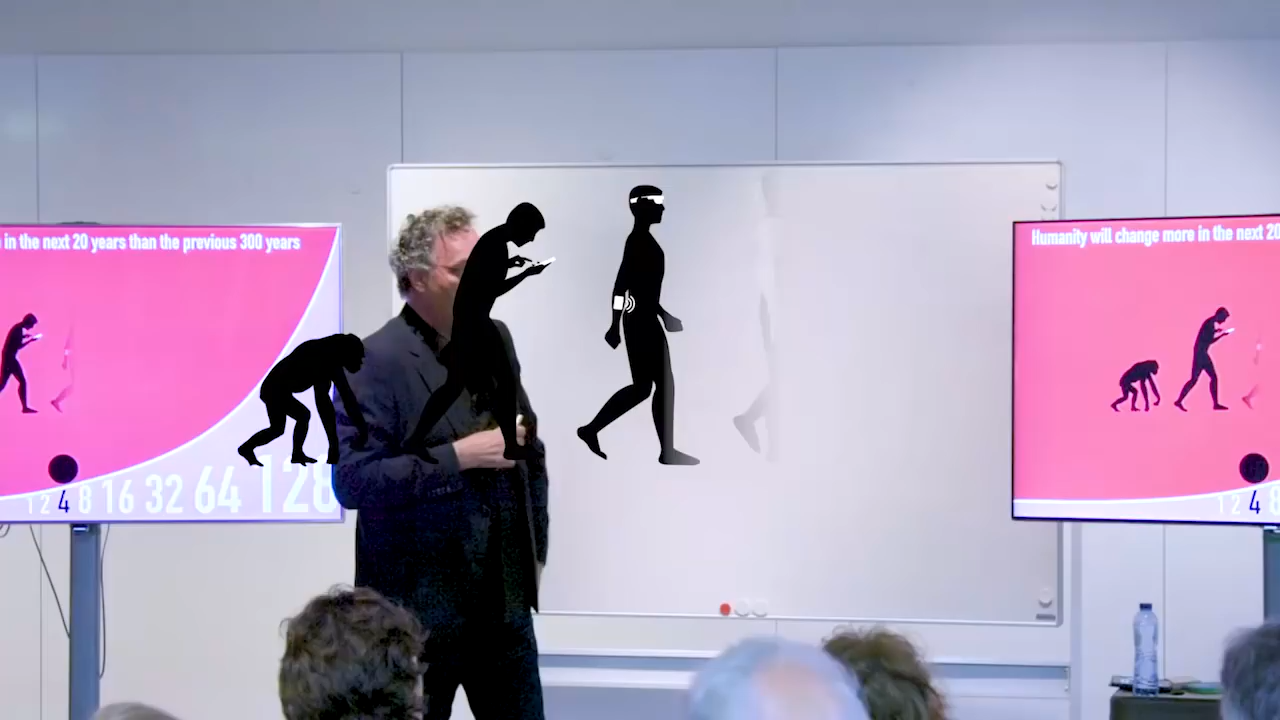 in the next 20 years than the previous 300 years
1 2 4 8 16 32 64 128
Humanity will change more in the next 20
1 2 4 8